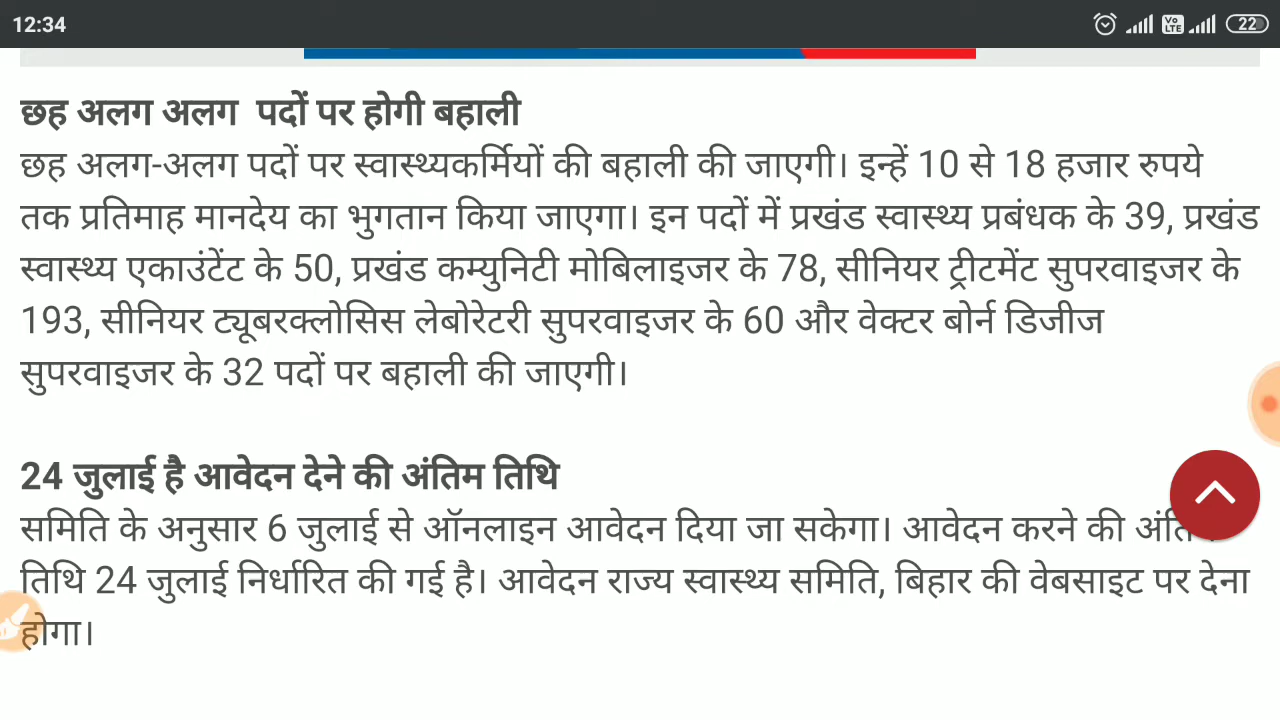 12:34
Vo LTE
22
छह अलग अलग पदों पर होगी बहाली
छह अलग-अलग पदों पर स्वास्थ्यकर्मियों की बहाली की जाएगी। इन्हें 10 से 18 हजार रुपये
तक प्रतिमाह मानदेय का भुगतान किया जाएगा। इन पदों में प्रखंड स्वास्थ्य प्रबंधक के 39, प्रखंड
स्वास्थ्य एकाउंटेंट के 50, प्रखंड कम्युनिटी मोबिलाइजर के 78, सीनियर ट्रीटमेंट सुपरवाइजर के
193, सीनियर ट्यूबरक्लोसिस लेबोरेटरी सुपरवाइजर के 60 और वेक्टर बोर्न डिजीज
सुपरवाइजर के 32 पदों पर बहाली की जाएगी।
24 जुलाई है आवेदन देने की अंतिम तिथि
समिति के अनुसार 6 जुलाई से ऑनलाइन आवेदन दिया जा सकेगा। आवेदन करने की
तिथि 24 जुलाई निर्धारित की गई है। आवेदन राज्य स्वास्थ्य समिति, बिहार की वेबसाइट पर देना
होगा।